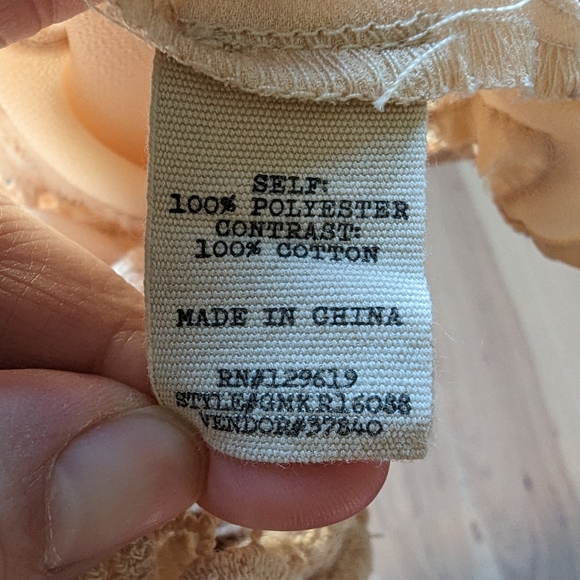 SELF:
100% POLYESTER
CONTRAST:
100% COTTON
MADE IN CHINA
RN#129619
STYLE#GMKR16088
VENDOR#37840